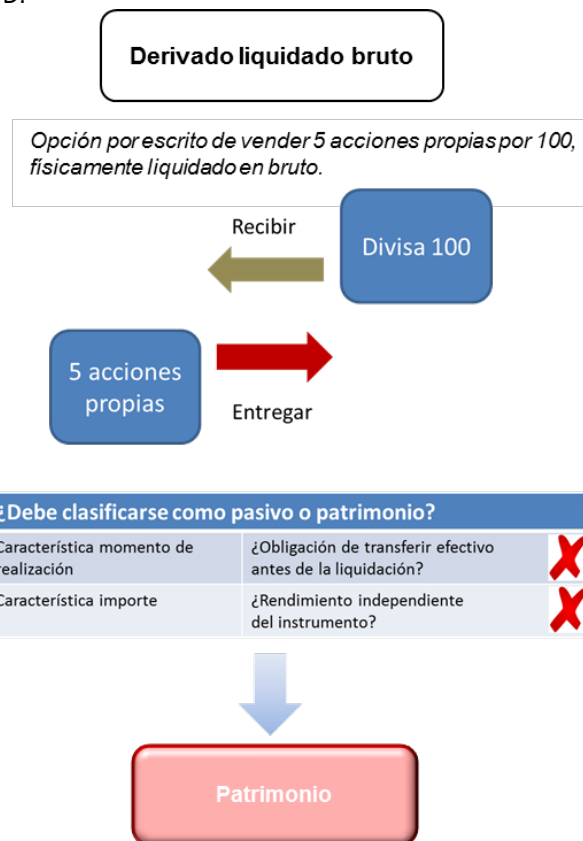 D.
Derivado liquidado bruto
Opción por escrito de vender 5 acciones propias por 100,
físicamente liquidado en bruto.
Recibir
Divisa 100
5 acciones
propias
Entregar
¿Debe clasificarse como pasivo o patrimonio?
Característica momento de
realización
¿Obligación de transferir efectivo
antes de la liquidación?
Característica importe
¿Rendimiento independiente
del instrumento?
Patrimonio